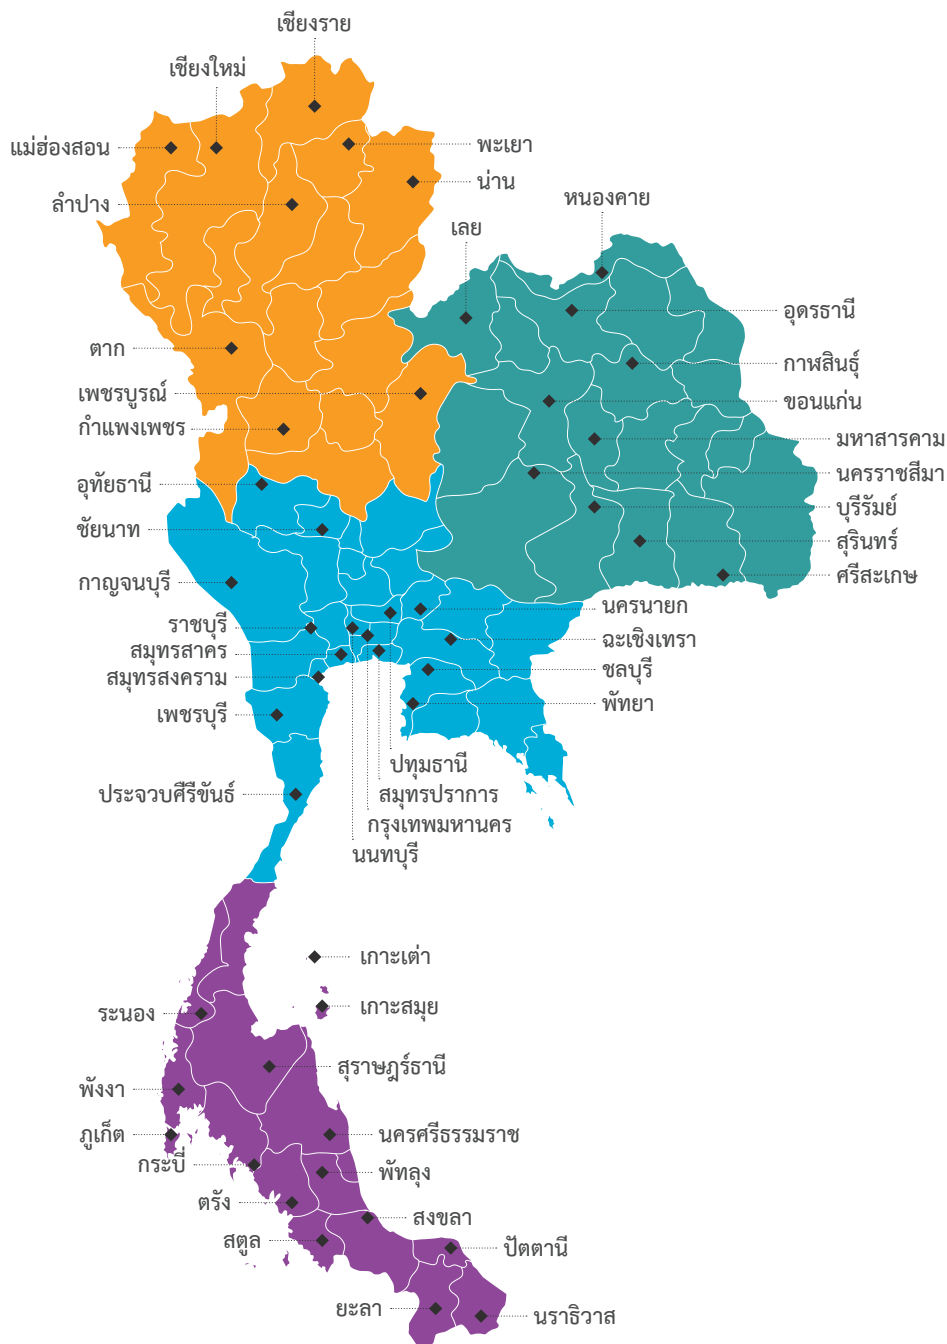 เชียงราย
เชียงใหม่
แม่ฮ่องสอน
พะเยา
น่าน
ลำปาง
หนองคาย
เลย
อุดรธานี
ตาก
กาฬสินธุ์
เพชรบูรณ์
ขอนแก่น
กำแพงเพชร
มหาสารคาม
นครราชสีมา
อุทัยธานี
บุรีรัมย์
ชัยนาท
สุรินทร์
ศรีสะเกษ
กาญจนบุรี
นครนายก
ราชบุรี
ฉะเชิงเทรา
สมุทรสาคร
ชลบุรี
สมุทรสงคราม
พัทยา
เพชรบุรี
ปทุมธานี
ประจวบศีรีขันธ์
สมุทรปราการ
กรุงเทพมหานคร
นนทบุรี
เกาะเต่า
เกาะสมุย
ระนอง
สุราษฎร์ธานี
พังงา
ภูเก็ต
นครศรีธรรมราช
กระบี่
พัทลุง
ตรัง
สงขลา
สตูล
ปัตตานี
ยะลา
นราธิวาส